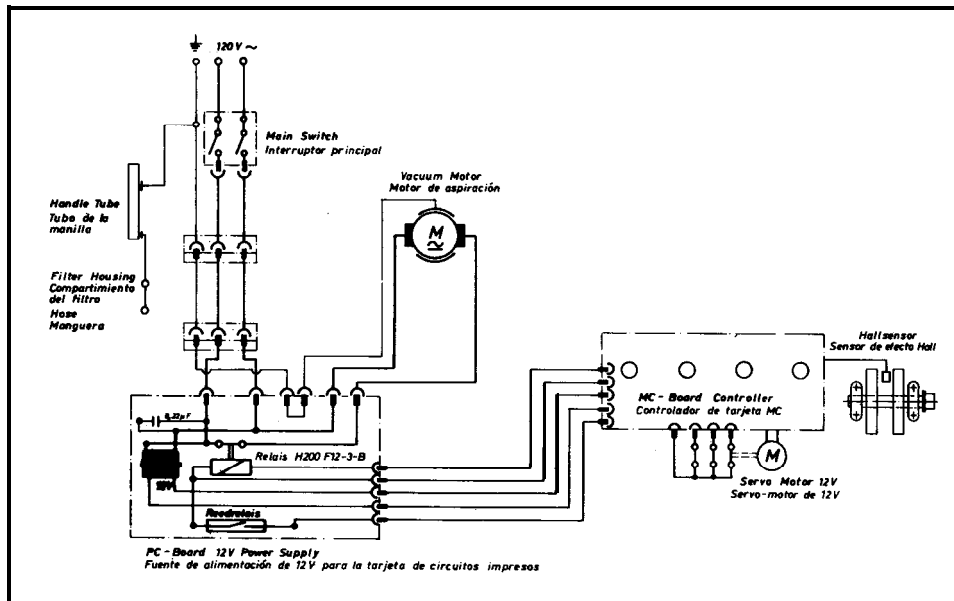 120V ~
Main Switch
Interruptor principal
Handle Tube
Tubo de la
manilla
Filter Housing
Compartimiento
del filtro
Hose
Manguera
Vacuum Motor
Motor de aspiración
M
Hallsensor
Sensor de efecto Hall
MC-Board Controller
Controlador de tarjeta MC
M
Servo Motor 12V
Servo-motor de 12V
0,22µF
Relais H200 F12-3-B
12V
Reedrelais
PC-Board 12V Power Supply
Fuente de alimentación de 12V para la tarjeta de circuitos impresos